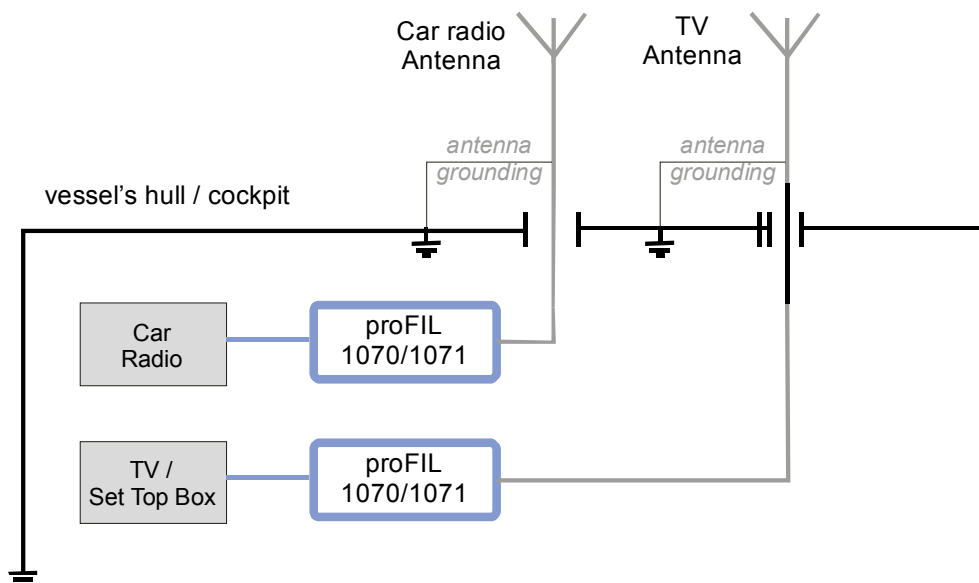 Car radio
Antenna
TV
Antenna
antenna
grounding
antenna
grounding
vessel's hull / cockpit
Car
Radio
proFIL
1070/1071
TV /
Set Top Box
proFIL
1070/1071